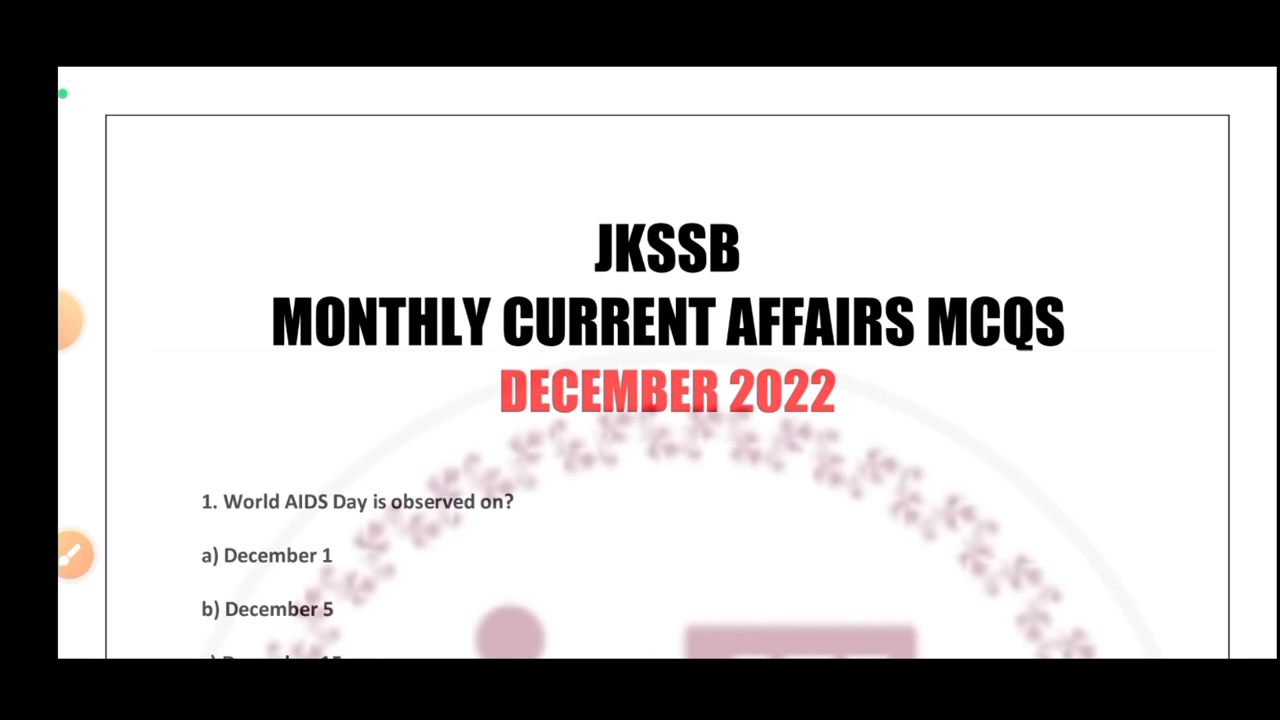 JKSSB
MONTHLY CURRENT AFFAIRS MCQS
DECEMBER 2022
1. World AIDS Day is observed on?
a) December 1
b) December 5